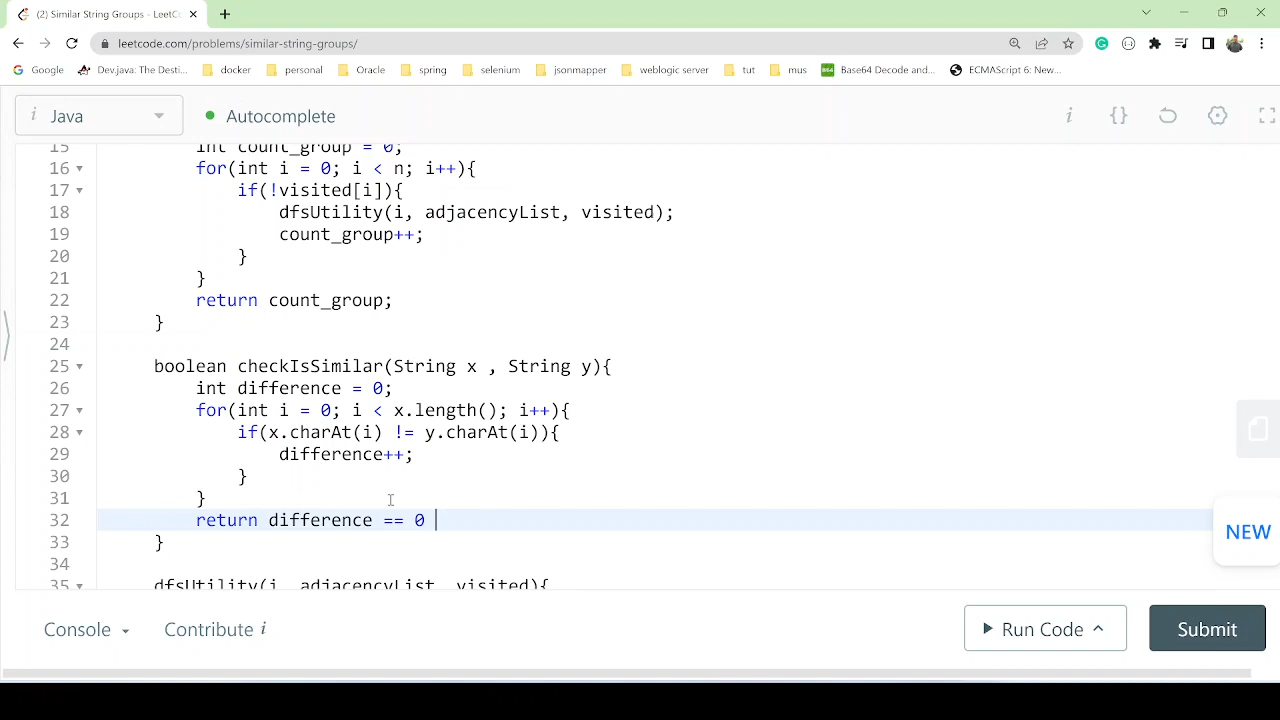 (2) Similar String Groups - LeetCo
leetcode.com/problems/similar-string-groups/
Google
Dev.java: The Desti...
docker
personal
Oracle
spring
selenium
jsonmapper
weblogic server
tut
mus
Base64 Decode and...
ECMAScript 6: New...
i Java
Autocomplete
i {}
15 int count_group = 0;
16 for(int i = 0; i < n; i++){
17 if(!visited[i]){
18 dfsUtility(i, adjacencyList, visited);
19 count_group++;
20 }
21 }
22 return count_group;
23 }
24
25 boolean checkIsSimilar(String x , String y){
26 int difference = 0;
27 for(int i = 0; i < x.length(); i++){
28 if(x.charAt(i) != y.charAt(i)){
29 difference++;
30 }
31 }
32 return difference == 0
33 }
34
35 dfsUtility(i, adjacencyList, visited){
NEW
Console
Contribute i
Run Code
Submit